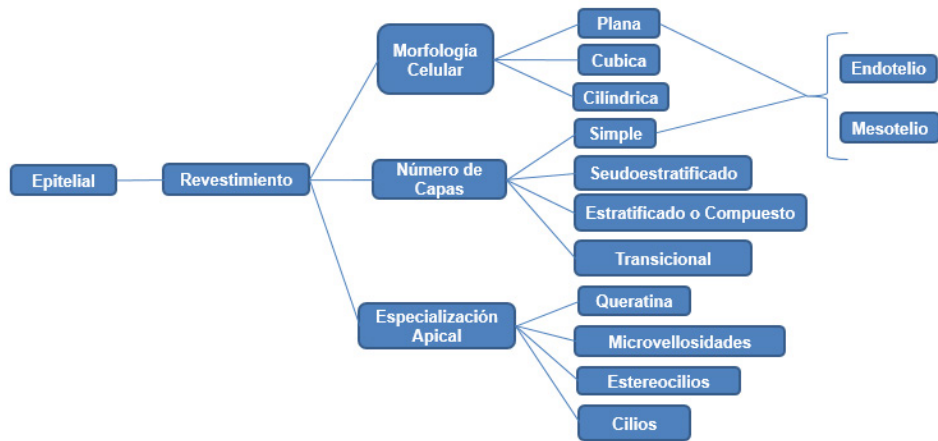 Epitelial
Revestimiento
Morfología
Celular
Plana
Cubica
Cilíndrica
Número de
Capas
Simple
Seudoestratificado
Estratificado o Compuesto
Transicional
Especialización
Apical
Queratina
Microvellosidades
Estereocilios
Cilios
Endotelio
Mesotelio